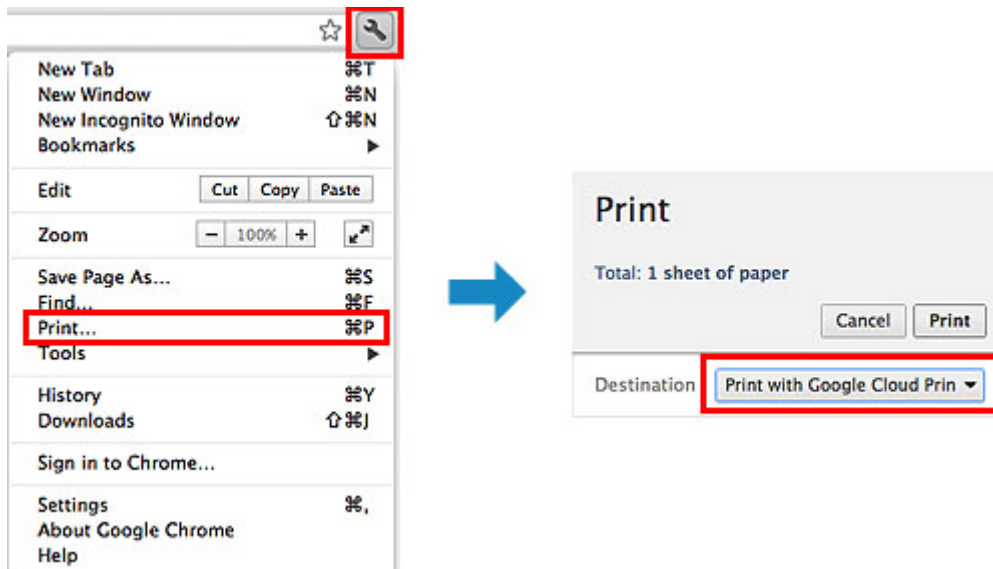 New Tab ⌘T
New Window ⌘N
New Incognito Window ⇧⌘N
Bookmarks ▶
Edit Cut Copy Paste
Zoom − 100% +
Save Page As... ⌘S
Find... ⌘F
Print... ⌘P
Tools ▶
History ⌘Y
Downloads ⇧⌘J
Sign in to Chrome...
Settings ⌘,
About Google Chrome
Help
Print
Total: 1 sheet of paper
Cancel Print
Destination Print with Google Cloud Prin